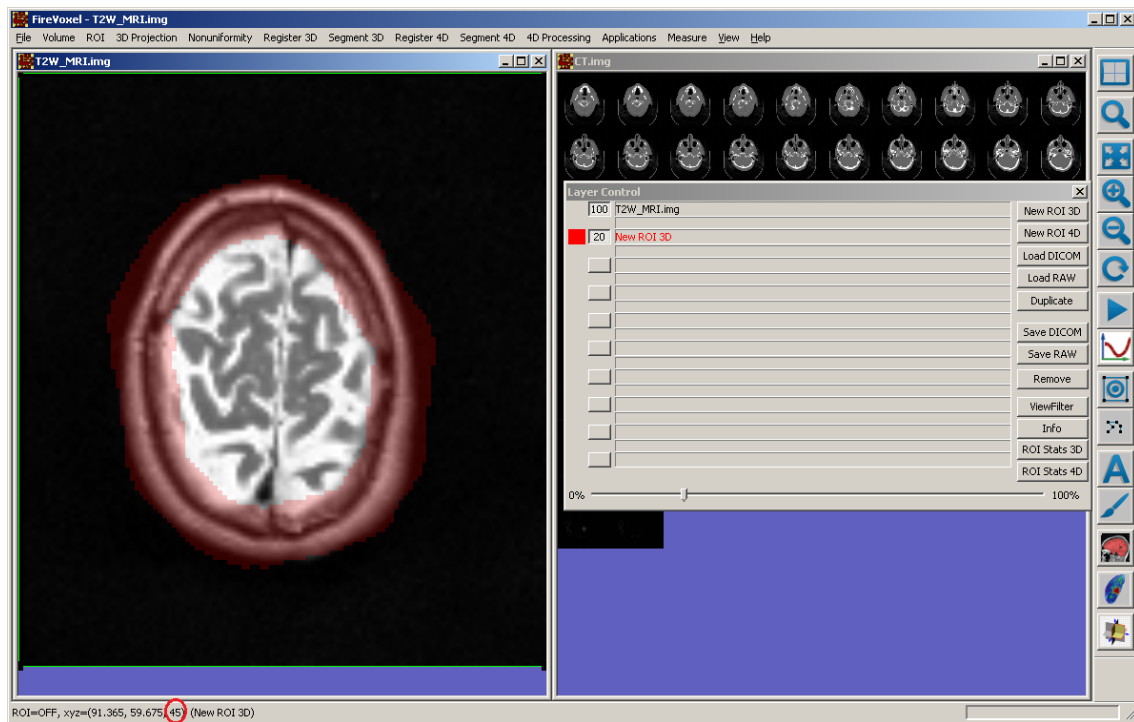 FireVoxel - T2W_MRI.img
File Volume ROI 3D Projection Nonuniformity Register 3D Segment 3D Register 4D Segment 4D 4D Processing Applications Measure View Help
T2W_MRI.img
CT.img
Layer Control
100 T2W_MRI.img
New ROI 3D
20 New ROI 3D
New ROI 4D
Load DICOM
Load RAW
Duplicate
Save DICOM
Save RAW
Remove
ViewFilter
Info
ROI Stats 3D
ROI Stats 4D
0% 100%
A
ROI=OFF, xyz=(91.365, 59.675, 45) (New ROI 3D)